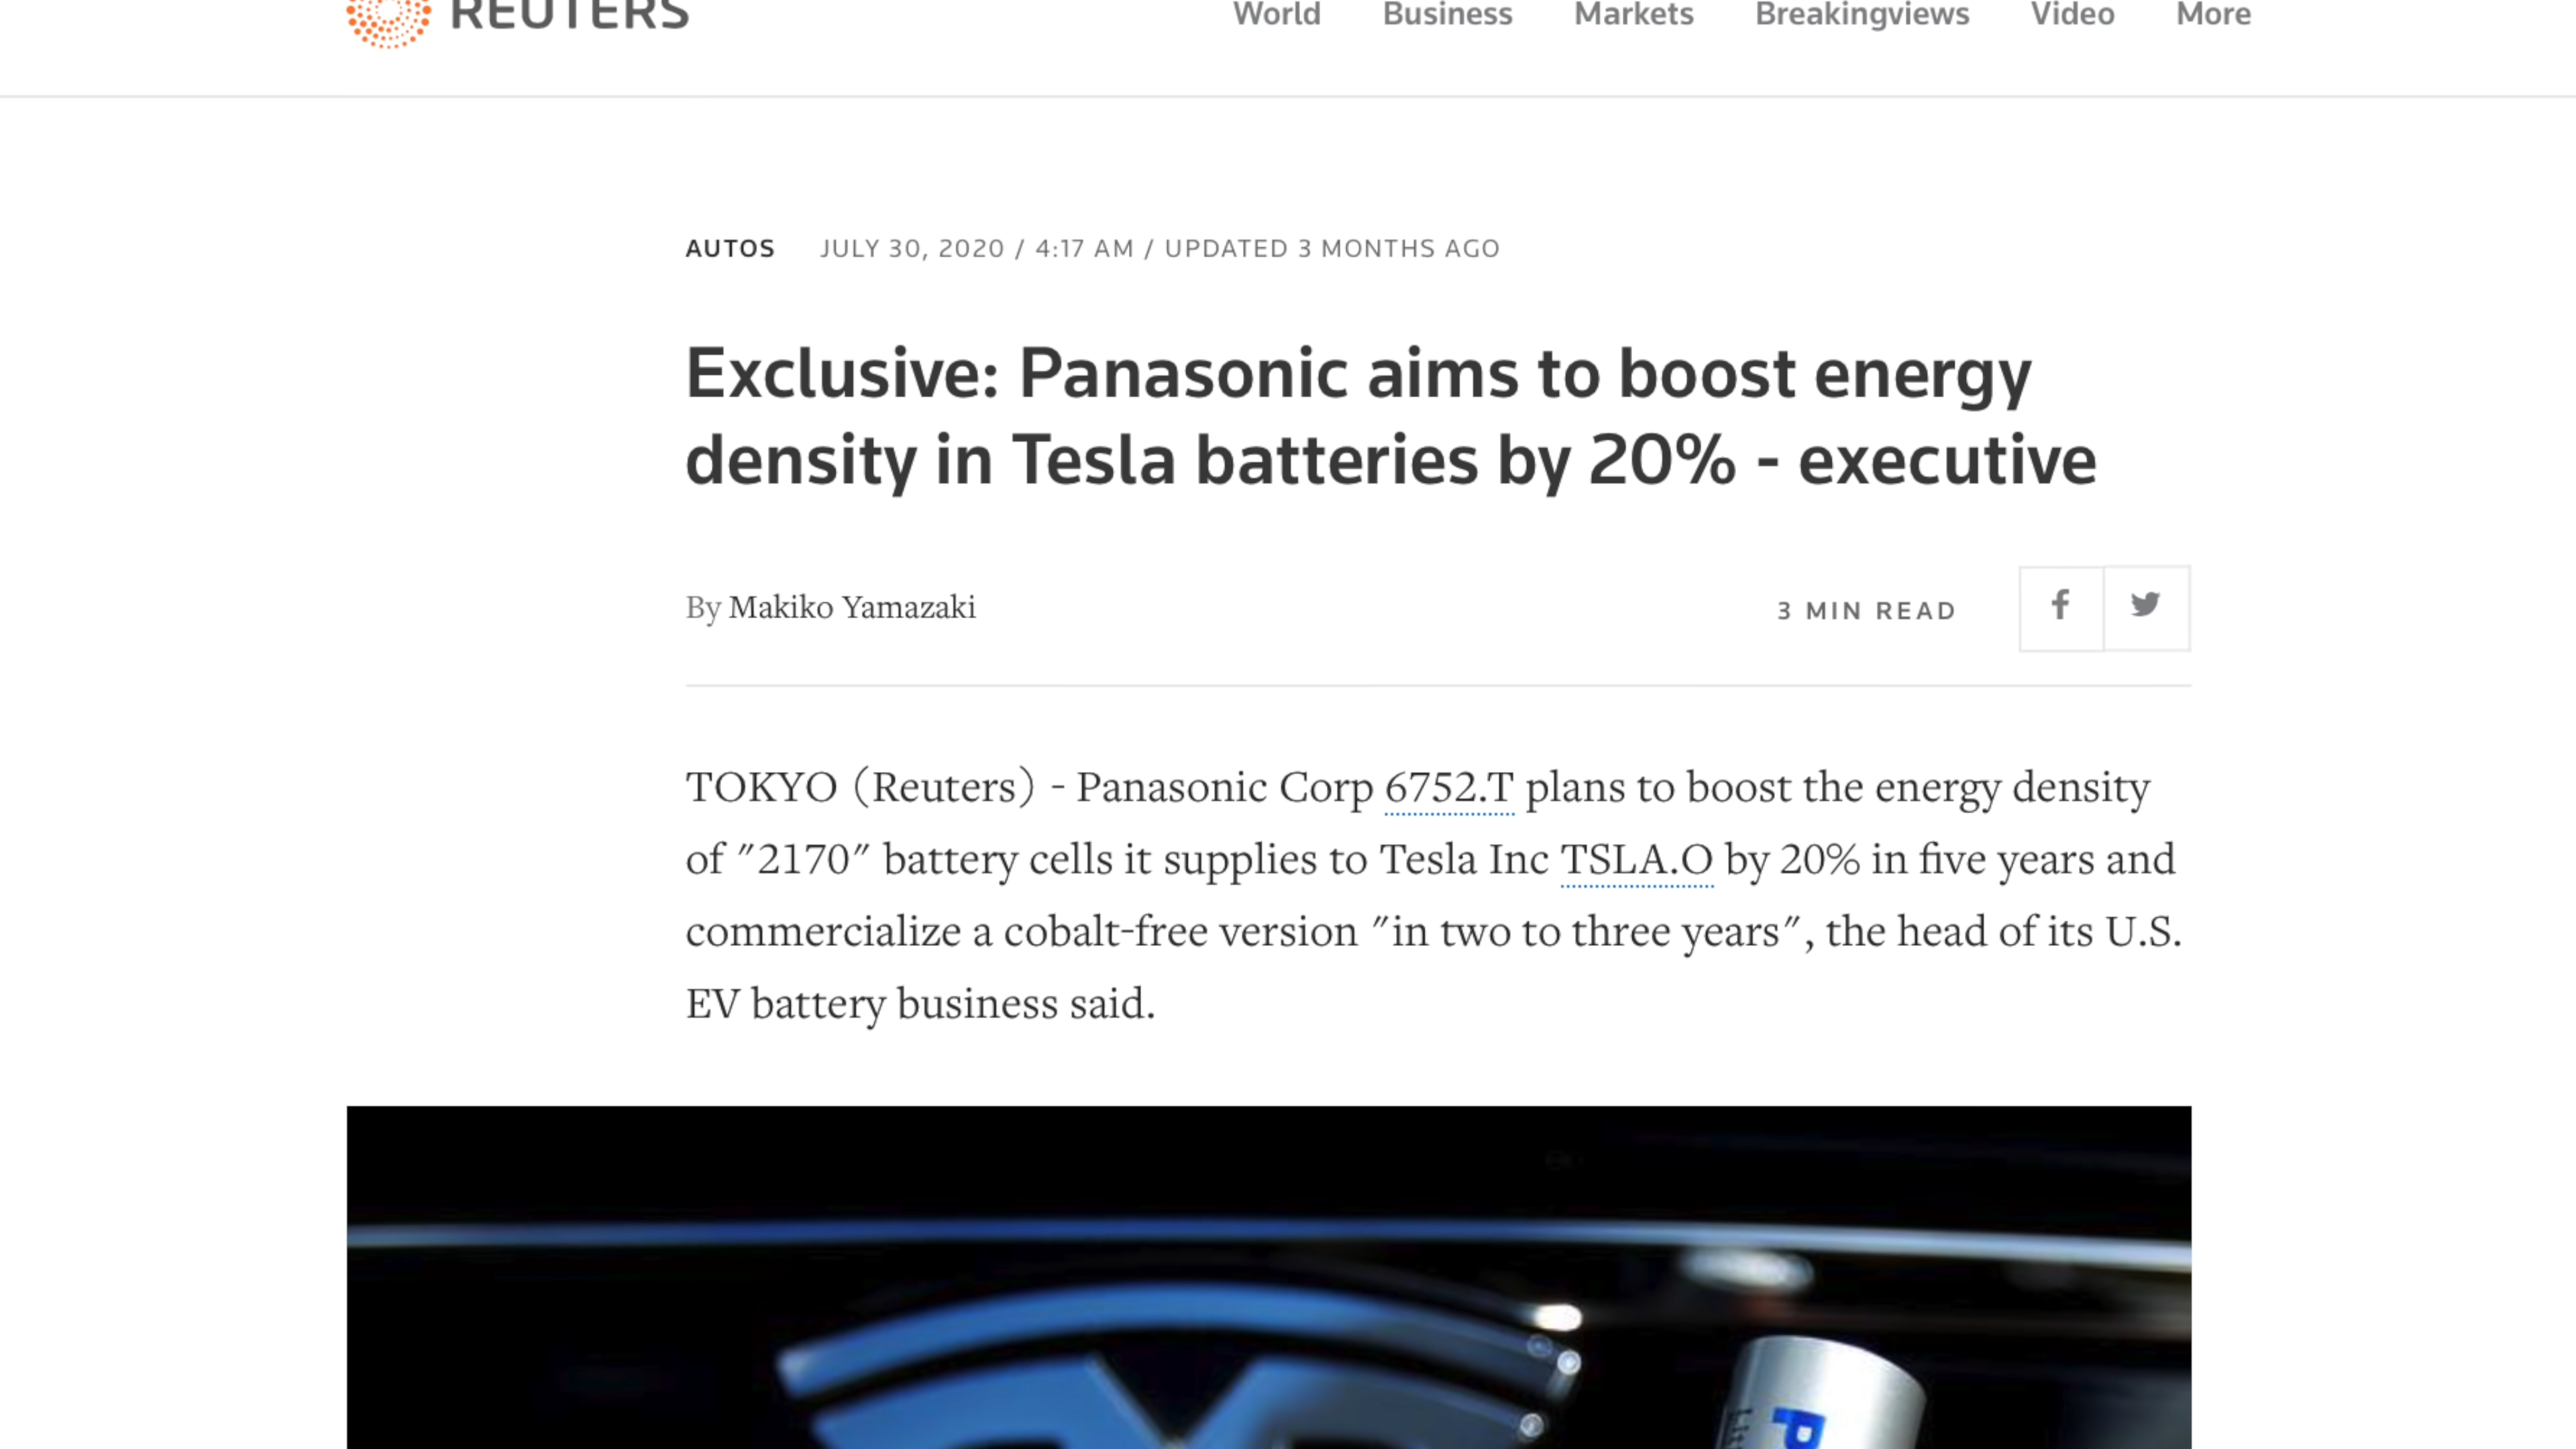 REUTERS
World Business Markets Breakingviews Video More
AUTOS JULY 30, 2020 / 4:17 AM / UPDATED 3 MONTHS AGO
Exclusive: Panasonic aims to boost energy
density in Tesla batteries by 20% - executive
By Makiko Yamazaki
3 MIN READ
TOKYO (Reuters) - Panasonic Corp 6752.T plans to boost the energy density
of "2170" battery cells it supplies to Tesla Inc TSLA.O by 20% in five years and
commercialize a cobalt-free version "in two to three years", the head of its U.S.
EV battery business said.
P